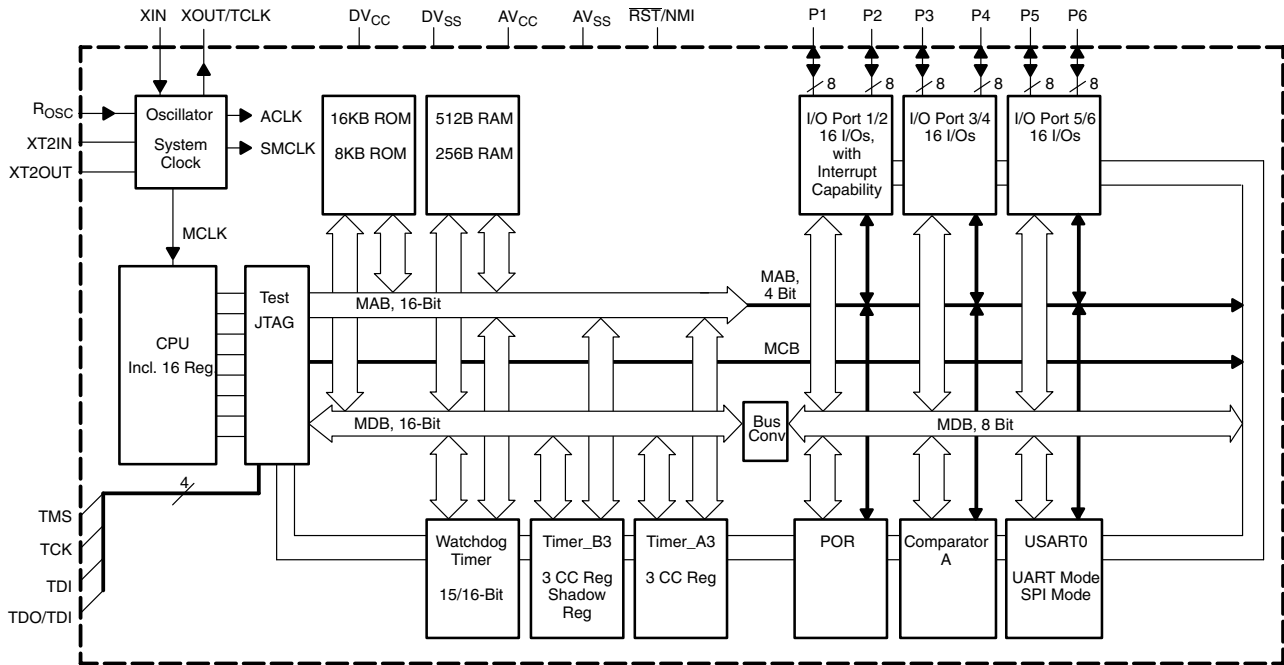 XIN
XOUT/TCLK
DVCC
DVSS
AVCC
AVSS
RST/NMI
P1
P2
P3
P4
P5
P6
8
8
8
8
8
8
ROSC
XT2IN
XT2OUT
Oscillator
System
Clock
ACLK
SMCLK
16KB ROM
8KB ROM
512B RAM
256B RAM
I/O Port 1/2
16 I/Os,
with
Interrupt
Capability
I/O Port 3/4
16 I/Os
I/O Port 5/6
16 I/Os
MCLK
CPU
Incl. 16 Reg.
Test
JTAG
MAB, 16-Bit
MAB,
4 Bit
MCB
MDB, 16-Bit
Bus
Conv
MDB, 8 Bit
4
TMS
TCK
TDI
TDO/TDI
Watchdog
Timer
15/16-Bit
Timer_B3
3 CC Reg
Shadow
Reg
Timer_A3
3 CC Reg
POR
Comparator
A
USART0
UART Mode
SPI Mode